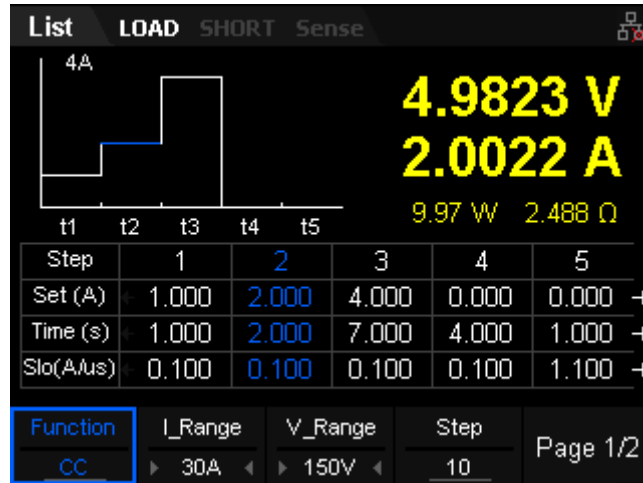 List LOAD SHORT Sense
4A
4.9823 V
2.0022 A
9.97 W 2.488 Ω
t1 t2 t3 t4 t5
Step 1 2 3 4 5
Set (A) 1.000 2.000 4.000 0.000 0.000
Time (s) 1.000 2.000 7.000 4.000 1.000
Slo(A/us) 0.100 0.100 0.100 0.100 1.100
Function I_Range V_Range Step Page 1/2
CC 30A 150V 10